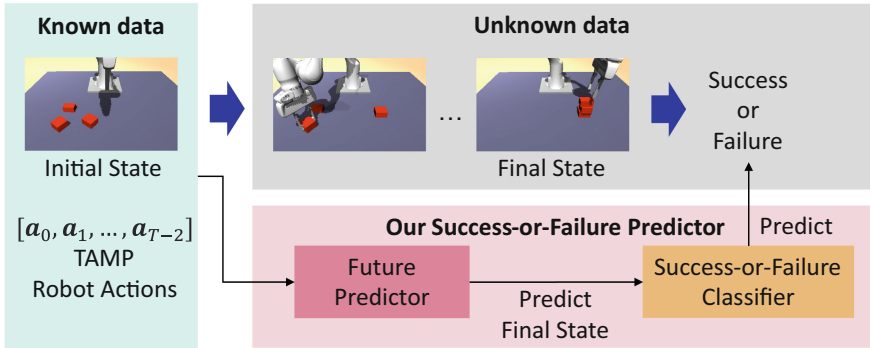 Known data
Initial State
[a₀, a₁, ..., a_{T−2}]
TAMP
Robot Actions
Unknown data
...
Final State
Success
or
Failure
Our Success-or-Failure Predictor
Predict
Future
Predictor
Predict
Final State
Success-or-Failure
Classifier